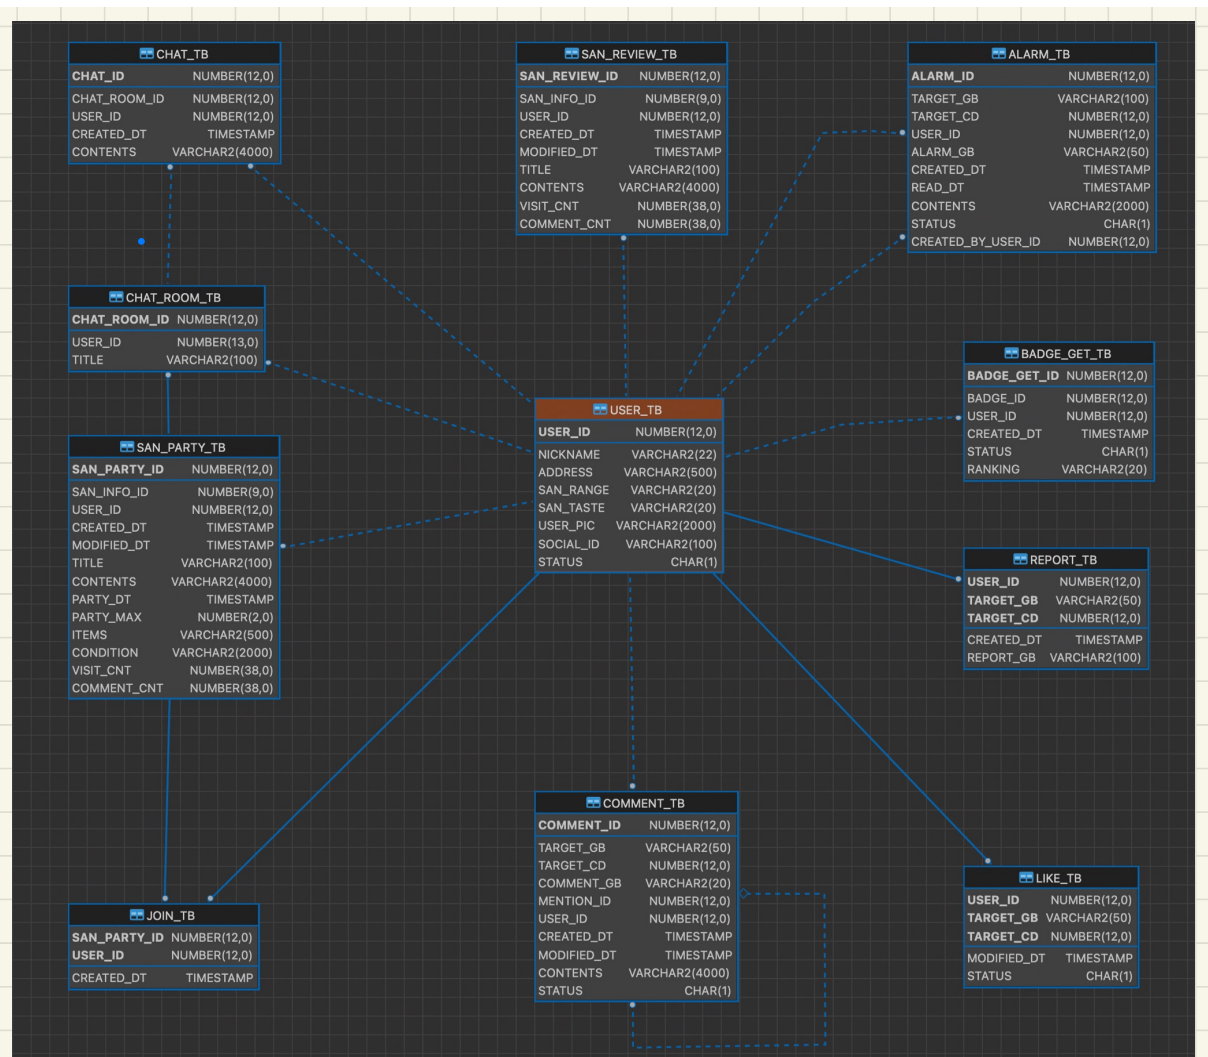 CHAT_TB
CHAT_ID NUMBER(12,0)
CHAT_ROOM_ID NUMBER(12,0)
USER_ID NUMBER(12,0)
CREATED_DT TIMESTAMP
CONTENTS VARCHAR2(4000)
SAN_REVIEW_TB
SAN_REVIEW_ID NUMBER(12,0)
SAN_INFO_ID NUMBER(9,0)
USER_ID NUMBER(12,0)
CREATED_DT TIMESTAMP
MODIFIED_DT TIMESTAMP
TITLE VARCHAR2(100)
CONTENTS VARCHAR2(4000)
VISIT_CNT NUMBER(38,0)
COMMENT_CNT NUMBER(38,0)
ALARM_TB
ALARM_ID NUMBER(12,0)
TARGET_GB VARCHAR2(100)
TARGET_CD NUMBER(12,0)
USER_ID NUMBER(12,0)
ALARM_GB VARCHAR2(50)
CREATED_DT TIMESTAMP
READ_DT TIMESTAMP
CONTENTS VARCHAR2(2000)
STATUS CHAR(1)
CREATED_BY_USER_ID NUMBER(12,0)
CHAT_ROOM_TB
CHAT_ROOM_ID NUMBER(12,0)
USER_ID NUMBER(13,0)
TITLE VARCHAR2(100)
BADGE_GET_TB
BADGE_GET_ID NUMBER(12,0)
BADGE_ID NUMBER(12,0)
USER_ID NUMBER(12,0)
CREATED_DT TIMESTAMP
STATUS CHAR(1)
RANKING VARCHAR2(20)
USER_TB
USER_ID NUMBER(12,0)
NICKNAME VARCHAR2(22)
ADDRESS VARCHAR2(500)
SAN_RANGE VARCHAR2(20)
SAN_TASTE VARCHAR2(20)
USER_PIC VARCHAR2(2000)
SOCIAL_ID VARCHAR2(100)
STATUS CHAR(1)
SAN_PARTY_TB
SAN_PARTY_ID NUMBER(12,0)
SAN_INFO_ID NUMBER(9,0)
USER_ID NUMBER(12,0)
CREATED_DT TIMESTAMP
MODIFIED_DT TIMESTAMP
TITLE VARCHAR2(100)
CONTENTS VARCHAR2(4000)
PARTY_DT TIMESTAMP
PARTY_MAX NUMBER(2,0)
ITEMS VARCHAR2(500)
CONDITION VARCHAR2(2000)
VISIT_CNT NUMBER(38,0)
COMMENT_CNT NUMBER(38,0)
REPORT_TB
USER_ID NUMBER(12,0)
TARGET_GB VARCHAR2(50)
TARGET_CD NUMBER(12,0)
CREATED_DT TIMESTAMP
REPORT_GB VARCHAR2(100)
COMMENT_TB
COMMENT_ID NUMBER(12,0)
TARGET_GB VARCHAR2(50)
TARGET_CD NUMBER(12,0)
COMMENT_GB VARCHAR2(20)
MENTION_ID NUMBER(12,0)
USER_ID NUMBER(12,0)
CREATED_DT TIMESTAMP
MODIFIED_DT TIMESTAMP
CONTENTS VARCHAR2(4000)
STATUS CHAR(1)
LIKE_TB
USER_ID NUMBER(12,0)
TARGET_GB VARCHAR2(50)
TARGET_CD NUMBER(12,0)
MODIFIED_DT TIMESTAMP
STATUS CHAR(1)
JOIN_TB
SAN_PARTY_ID NUMBER(12,0)
USER_ID NUMBER(12,0)
CREATED_DT TIMESTAMP